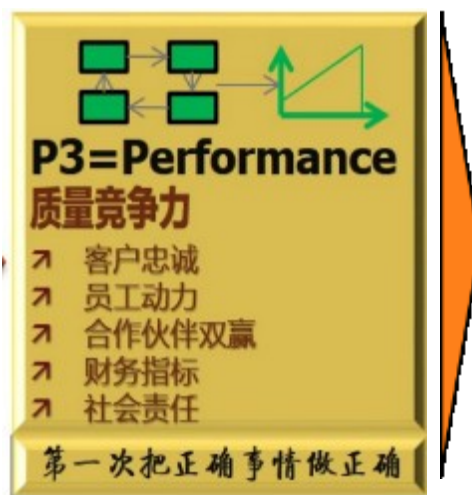 P3=Performance
质量竞争力
客户忠诚
员工动力
合作伙伴双赢
财务指标
社会责任
第一次把正确事情做正确